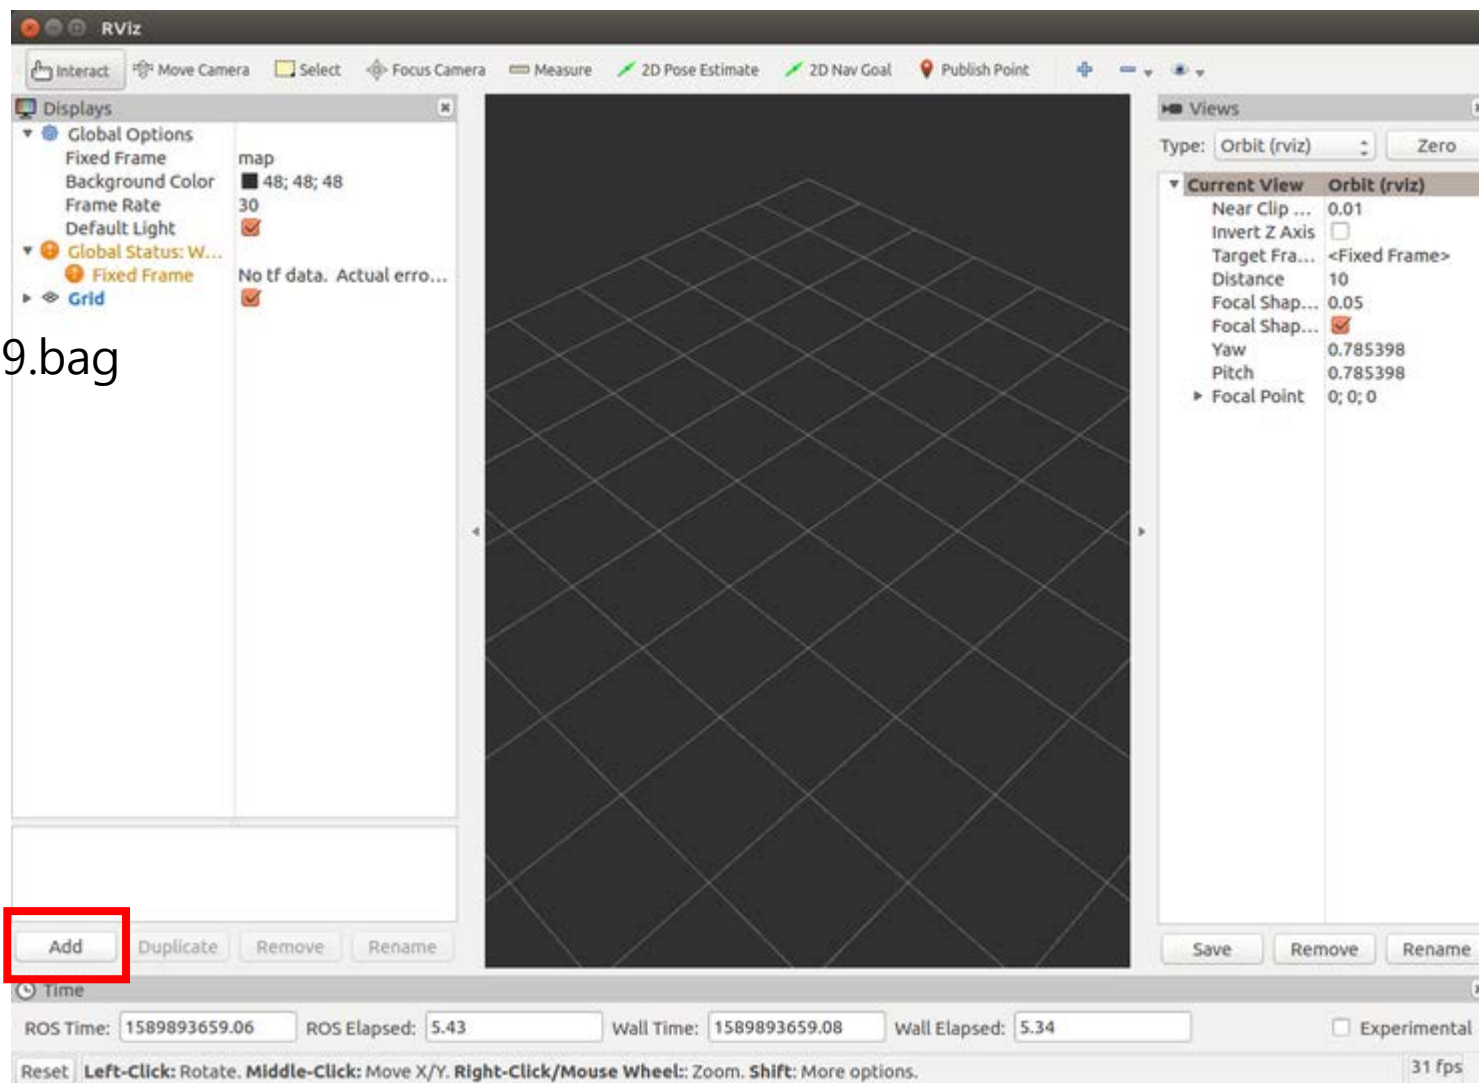 RViz
Interact Move Camera Select Focus Camera Measure 2D Pose Estimate 2D Nav Goal Publish Point
Displays
Global Options
Fixed Frame map
Background Color 48; 48; 48
Frame Rate 30
Default Light
Global Status: W...
Fixed Frame No tf data. Actual erro...
Grid
9.bag
Add Duplicate Remove Rename
Views
Type: Orbit (rviz) Zero
Current View Orbit (rviz)
Near Clip ... 0.01
Invert Z Axis
Target Fra... <Fixed Frame>
Distance 10
Focal Shap... 0.05
Focal Shap...
Yaw 0.785398
Pitch 0.785398
Focal Point 0; 0; 0
Save Remove Rename
Time
ROS Time: 1589893659.06 ROS Elapsed: 5.43 Wall Time: 1589893659.08 Wall Elapsed: 5.34 Experimental
Reset Left-Click: Rotate. Middle-Click: Move X/Y. Right-Click/Mouse Wheel:: Zoom. Shift: More options. 31 fps